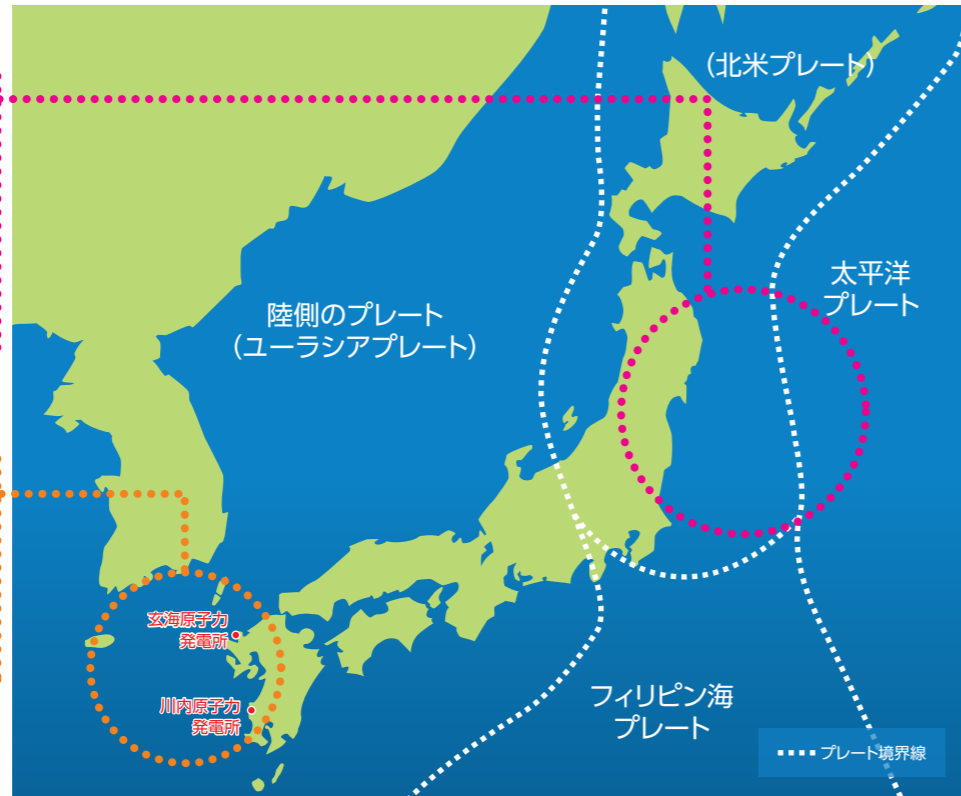 （北米プレート）
太平洋
プレート
陸側のプレート
（ユーラシアプレート）
玄海原子力
発電所
川内原子力
発電所
フィリピン海
プレート
プレート境界線